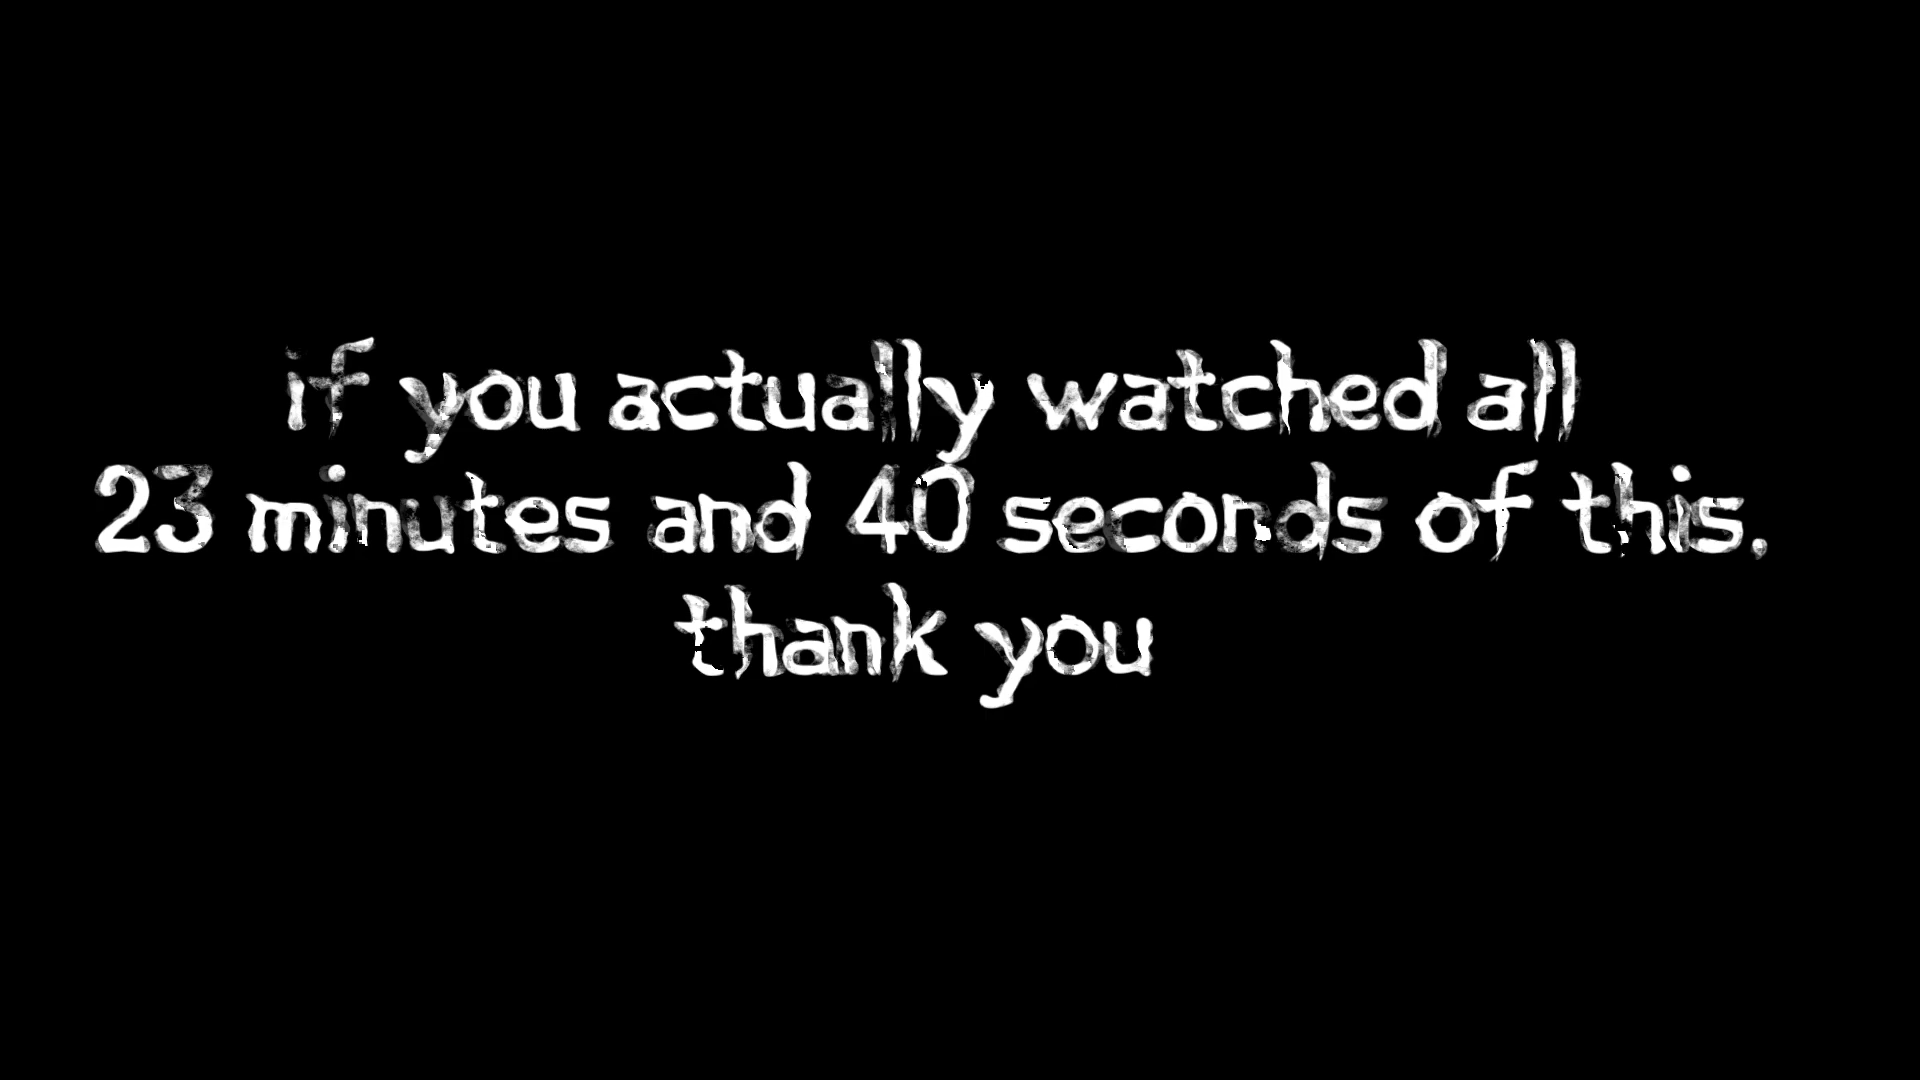 if you actually watched all
23 minutes and 40 seconds of this.
thank you